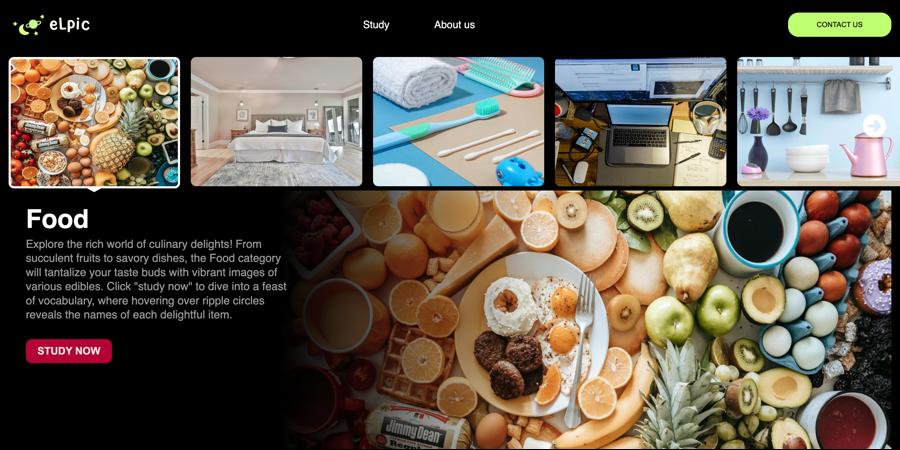 eLpic
Study
About us
CONTACT US
Food
Explore the rich world of culinary delights! From
succulent fruits to savory dishes, the Food category
will tantalize your taste buds with vibrant images of
various edibles. Click "study now" to dive into a feast
of vocabulary, where hovering over ripple circles
reveals the names of each delightful item.
STUDY NOW
Jimmy Dean